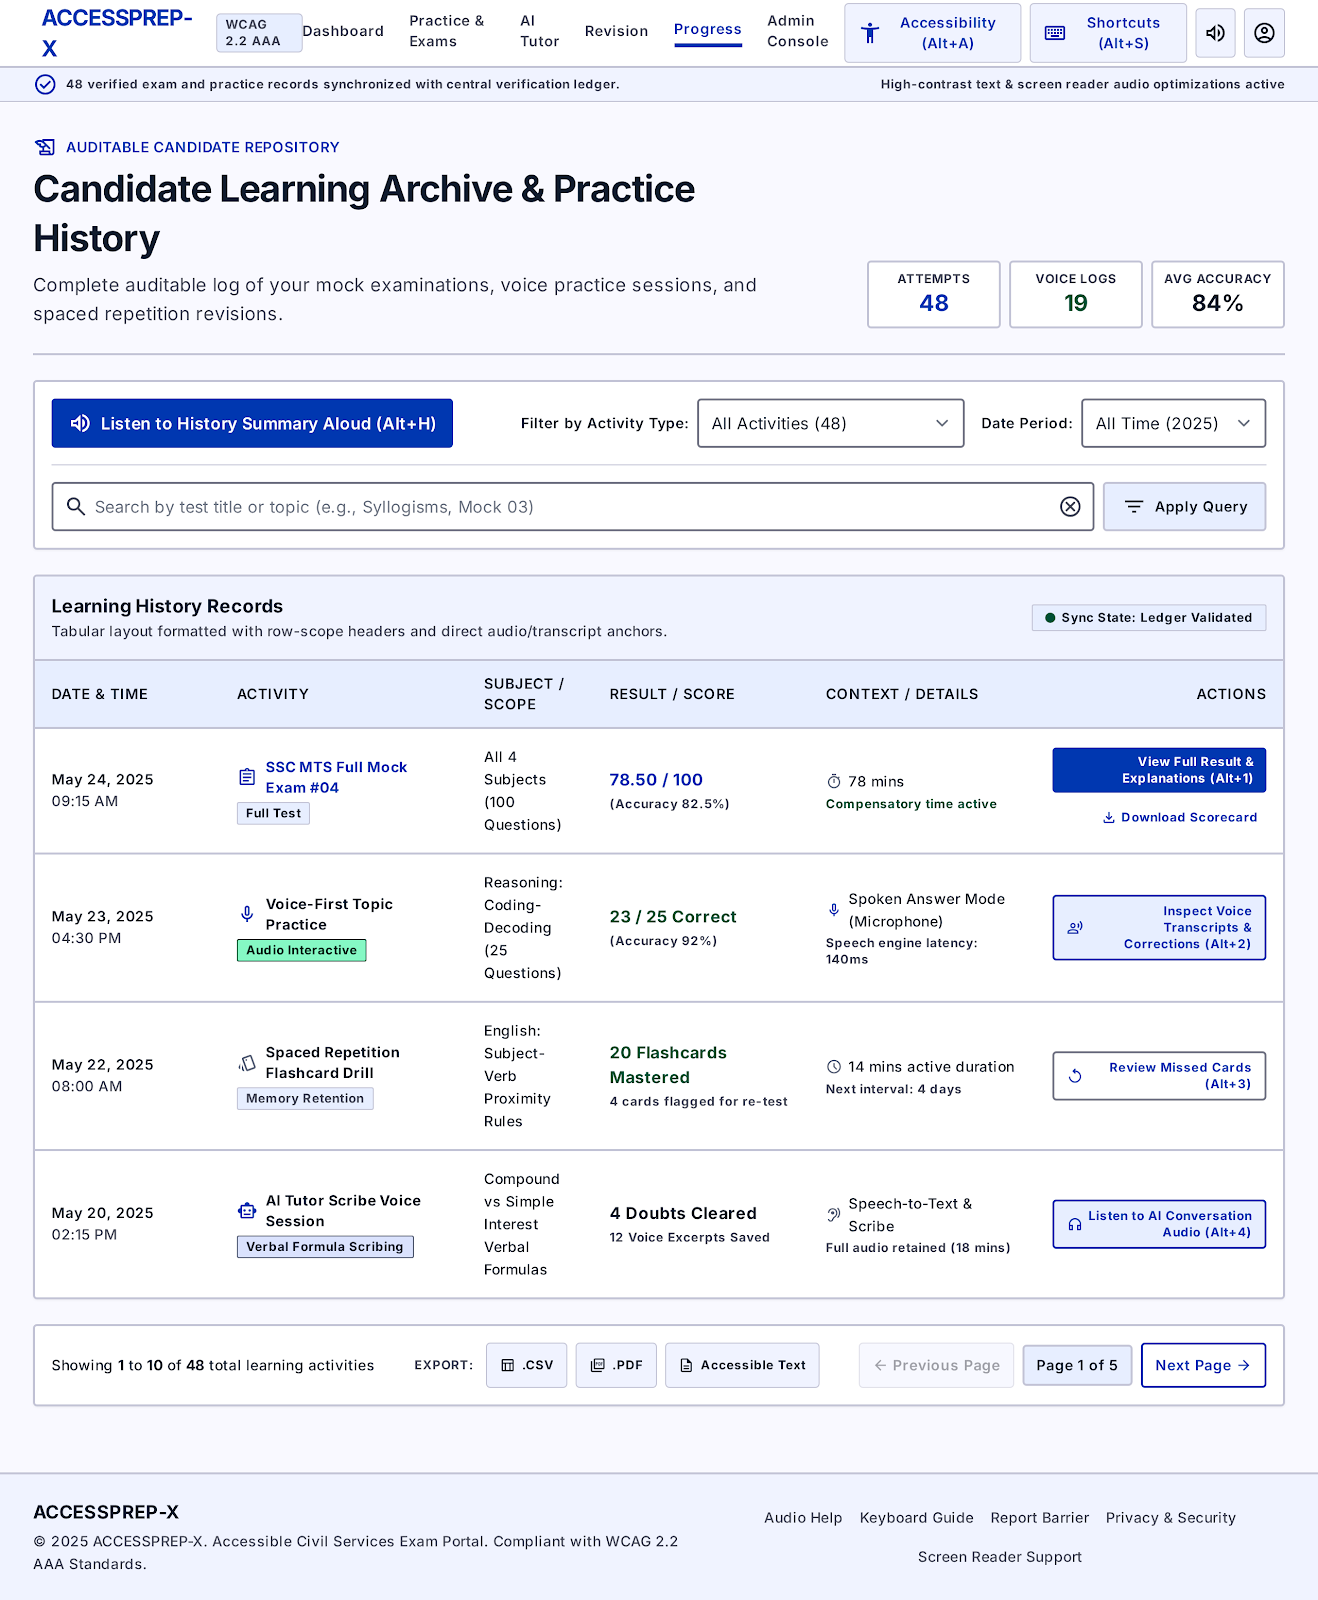 ACCESSPREP-
X
WCAG
2.2 AAA
Dashboard
Practice &
Exams
AI
Tutor
Revision
Progress
Admin
Console
Accessibility
(Alt+A)
Shortcuts
(Alt+S)
48 verified exam and practice records synchronized with central verification ledger.
High-contrast text & screen reader audio optimizations active
AUDITABLE CANDIDATE REPOSITORY
Candidate Learning Archive & Practice
History
Complete auditable log of your mock examinations, voice practice sessions, and
spaced repetition revisions.
ATTEMPTS
48
VOICE LOGS
19
AVG ACCURACY
84%
Listen to History Summary Aloud (Alt+H)
Filter by Activity Type:
All Activities (48)
Date Period:
All Time (2025)
Search by test title or topic (e.g., Syllogisms, Mock 03)
Apply Query
Learning History Records
Tabular layout formatted with row-scope headers and direct audio/transcript anchors.
Sync State: Ledger Validated
DATE & TIME
ACTIVITY
SUBJECT /
SCOPE
RESULT / SCORE
CONTEXT / DETAILS
ACTIONS
May 24, 2025
09:15 AM
SSC MTS Full Mock
Exam #04
Full Test
All 4
Subjects
(100
Questions)
78.50 / 100
(Accuracy 82.5%)
78 mins
Compensatory time active
View Full Result &
Explanations (Alt+1)
Download Scorecard
May 23, 2025
04:30 PM
Voice-First Topic
Practice
Audio Interactive
Reasoning:
Coding-
Decoding
(25
Questions)
23 / 25 Correct
(Accuracy 92%)
Spoken Answer Mode
(Microphone)
Speech engine latency:
140ms
Inspect Voice
Transcripts &
Corrections (Alt+2)
May 22, 2025
08:00 AM
Spaced Repetition
Flashcard Drill
Memory Retention
English:
Subject-
Verb
Proximity
Rules
20 Flashcards
Mastered
4 cards flagged for re-test
14 mins active duration
Next interval: 4 days
Review Missed Cards
(Alt+3)
May 20, 2025
02:15 PM
AI Tutor Scribe Voice
Session
Verbal Formula Scribing
Compound
vs Simple
Interest
Verbal
Formulas
4 Doubts Cleared
12 Voice Excerpts Saved
Speech-to-Text &
Scribe
Full audio retained (18 mins)
Listen to AI Conversation
Audio (Alt+4)
Showing 1 to 10 of 48 total learning activities
EXPORT:
.CSV
.PDF
Accessible Text
← Previous Page
Page 1 of 5
Next Page →
ACCESSPREP-X
© 2025 ACCESSPREP-X. Accessible Civil Services Exam Portal. Compliant with WCAG 2.2
AAA Standards.
Audio Help
Keyboard Guide
Report Barrier
Privacy & Security
Screen Reader Support